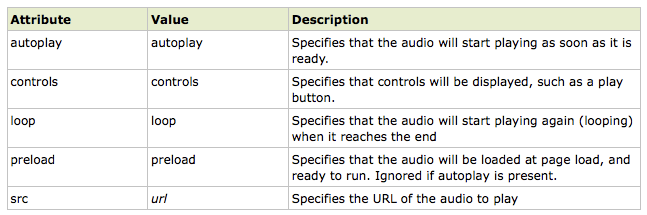 Attribute Value Description
autoplay autoplay Specifies that the audio will start playing as soon as it is
ready.
controls controls Specifies that controls will be displayed, such as a play
button.
loop loop Specifies that the audio will start playing again (looping)
when it reaches the end
preload preload Specifies that the audio will be loaded at page load, and
ready to run. Ignored if autoplay is present.
src url Specifies the URL of the audio to play